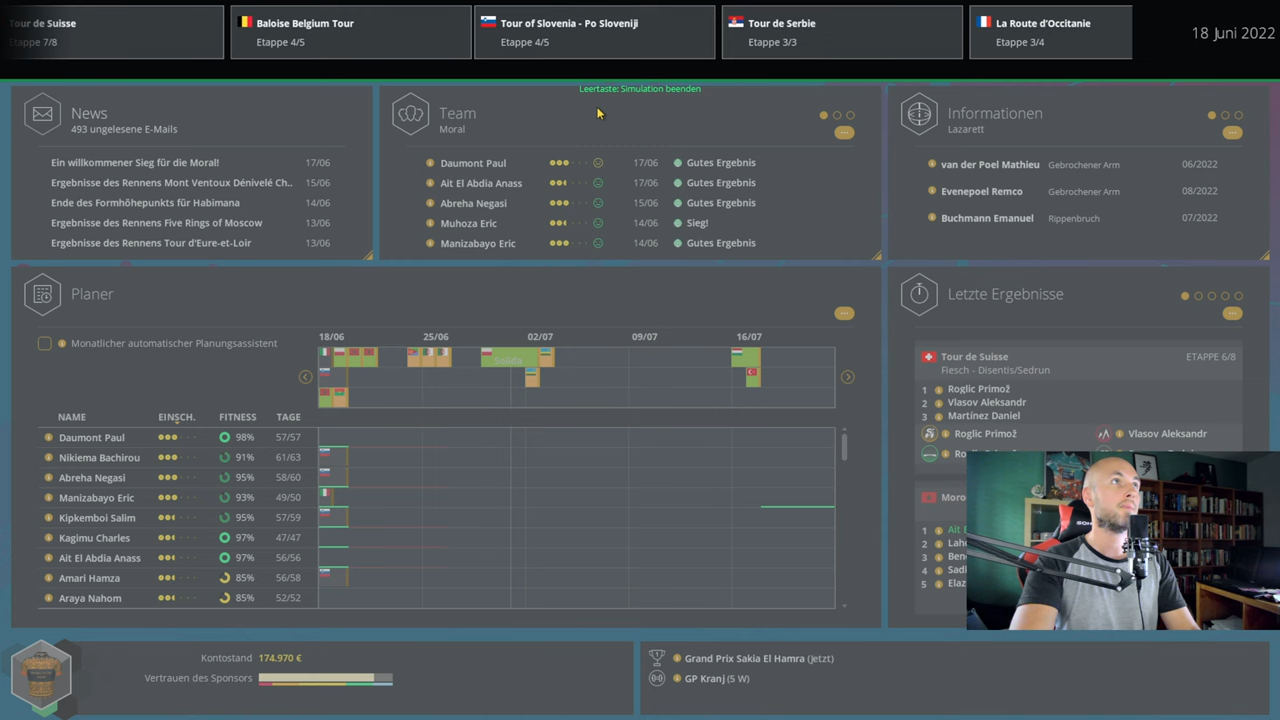 Tour de Suisse
Etappe 7/8
Baloise Belgium Tour
Etappe 4/5
Tour of Slovenia - Po Sloveniji
Etappe 4/5
Tour de Serbie
Etappe 3/3
La Route d'Occitanie
Etappe 3/4
18 Juni 2022
Leertaste: Simulation beenden
News
493 ungelesene E-Mails
Ein willkommener Sieg für die Moral! 17/06
Ergebnisse des Rennens Mont Ventoux Dénivelé Ch.. 15/06
Ende des Formhöhepunkts für Habimana 14/06
Ergebnisse des Rennens Five Rings of Moscow 13/06
Ergebnisse des Rennens Tour d'Eure-et-Loir 13/06
Team
Moral
Daumont Paul 17/06 Gutes Ergebnis
Ait El Abdia Anass 17/06 Gutes Ergebnis
Abreha Negasi 15/06 Gutes Ergebnis
Muhoza Eric 14/06 Sieg!
Manizabayo Eric 14/06 Gutes Ergebnis
Informationen
Lazarett
van der Poel Mathieu Gebrochener Arm 06/2022
Evenepoel Remco Gebrochener Arm 08/2022
Buchmann Emanuel Rippenbruch 07/2022
Planer
Monatlicher automatischer Planungsassistent
18/06 25/06 02/07 09/07 16/07
NAME EINSCH. FITNESS TAGE
Daumont Paul 98% 57/57
Nikiema Bachirou 91% 61/63
Abreha Negasi 95% 58/60
Manizabayo Eric 93% 49/50
Kipkemboi Salim 95% 57/59
Kagimu Charles 97% 47/47
Ait El Abdia Anass 97% 56/56
Amari Hamza 85% 56/58
Araya Nahom 85% 52/52
Letzte Ergebnisse
Tour de Suisse ETAPPE 6/8
Fiesch - Disentis/Sedrun
1 Roglic Primož
2 Vlasov Aleksandr
3 Martínez Daniel
Roglic Primož Vlasov Aleksandr
1
2
3
4
5
Kontostand 174.970 €
Vertrauen des Sponsors
Grand Prix Sakia El Hamra (Jetzt)
GP Kranj (5 W)